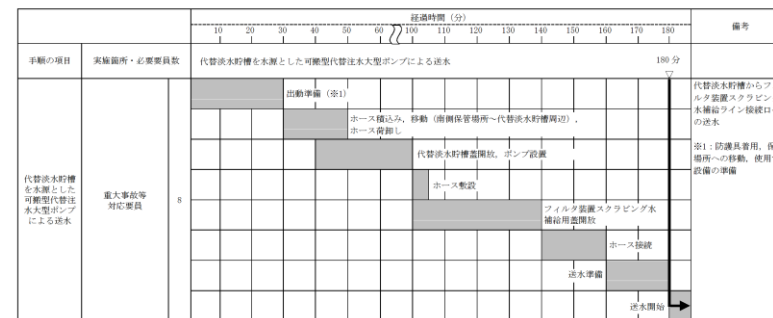 経過時間（分）
備考
10 20 30 40 50 60 100 110 120 130 140 150 160 170 180
手順の項目
実施箇所・必要要員数
代替淡水貯槽を水源とした可搬型代替注水大型ポンプによる送水
180 分
▽
出動準備（※1）
ホース積込み，移動（南側保管場所～代替淡水貯槽周辺），
ホース荷卸し
代替淡水貯槽蓋開放，ポンプ設置
ホース敷設
フィルタ装置スクラビング水
補給用蓋開放
ホース接続
送水準備
送水開始
代替淡水貯槽
を水源とした
可搬型代替注
水大型ポンプ
による送水
重大事故等
対応要員
8
代替淡水貯槽からフ
ルタ装置スクラビン
水補給ライン接続ロ
の送水
※1：防護具着用，保
場所への移動，使用
設備の準備